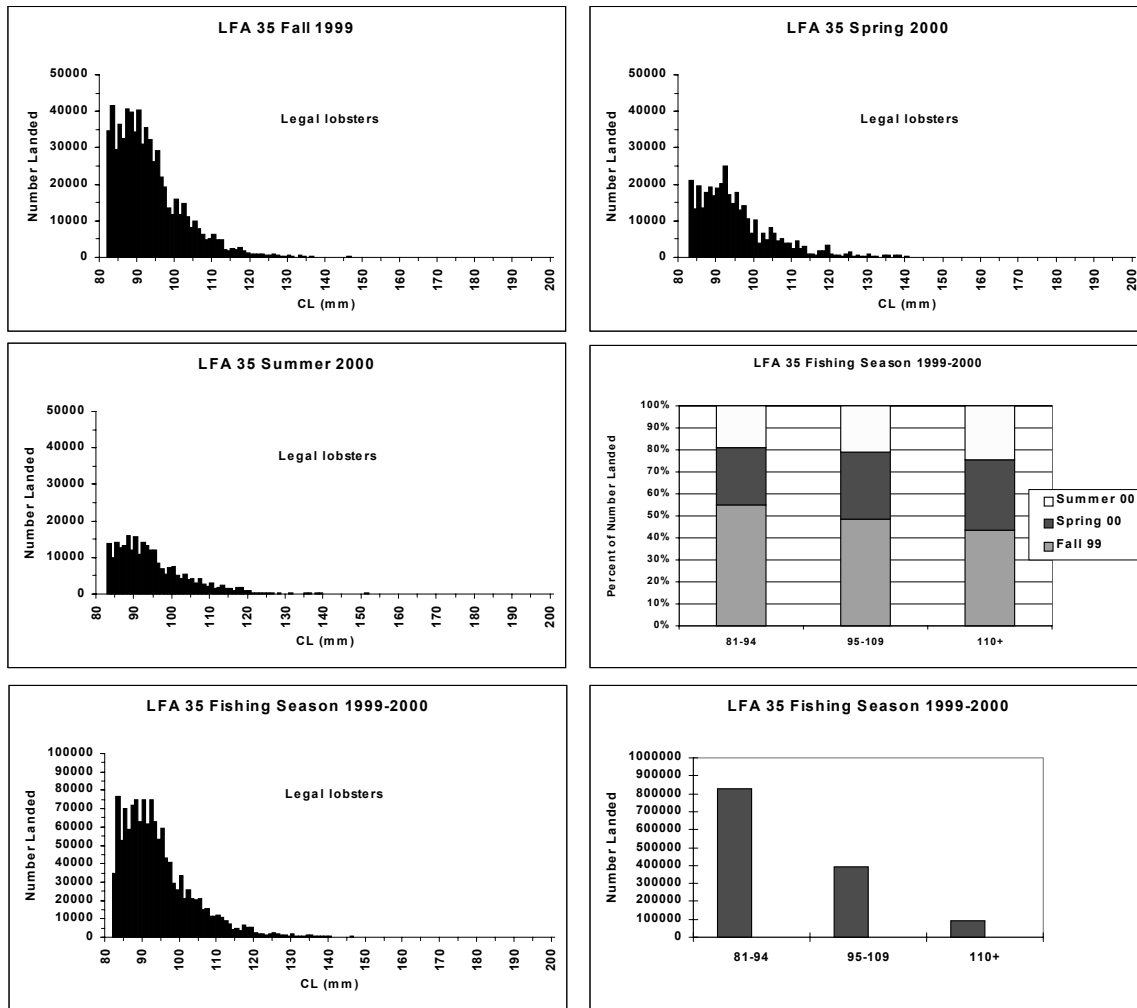 LFA 35 Fall 1999
Number Landed
50000
40000
30000
20000
10000
0
Legal lobsters
80 90 100 110 120 130 140 150 160 170 180 190 200
CL (mm)
LFA 35 Spring 2000
Number Landed
50000
40000
30000
20000
10000
0
Legal lobsters
80 90 100 110 120 130 140 150 160 170 180 190 200
CL (mm)
LFA 35 Summer 2000
Number Landed
50000
40000
30000
20000
10000
0
Legal lobsters
80 90 100 110 120 130 140 150 160 170 180 190 200
CL (mm)
LFA 35 Fishing Season 1999-2000
Percent of Number Landed
100%
90%
80%
70%
60%
50%
40%
30%
20%
10%
0%
81-94 95-109 110+
Summer 00
Spring 00
Fall 99
LFA 35 Fishing Season 1999-2000
Number Landed
100000
90000
80000
70000
60000
50000
40000
30000
20000
10000
0
Legal lobsters
80 90 100 110 120 130 140 150 160 170 180 190 200
CL (mm)
LFA 35 Fishing Season 1999-2000
Number Landed
1000000
900000
800000
700000
600000
500000
400000
300000
200000
100000
0
81-94 95-109 110+